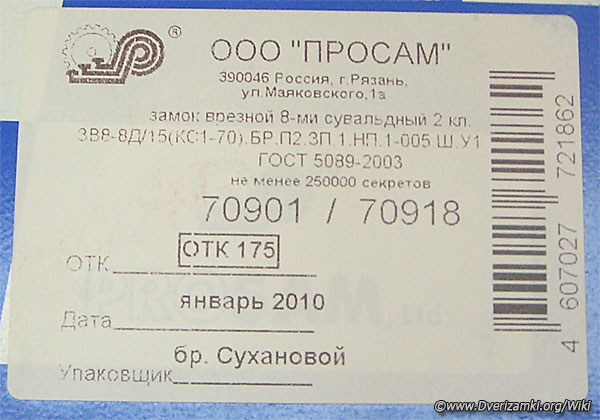 ®
ООО "ПРОСАМ"
390046 Россия, г.Рязань,
ул.Маяковского,1а
замок врезной 8-ми сувальдный 2 кл.
ЗВ8-8Д/15(КС1-70).БР.П2.ЗП.1.НП.1-005 Ш.У1
ГОСТ 5089-2003
не менее 250000 секретов
70901 / 70918
ОТК ОТК 175
Дата январь 2010
Упаковщик бр. Сухановой
4 607027 721862
©www.Dverizamki.org/Wiki